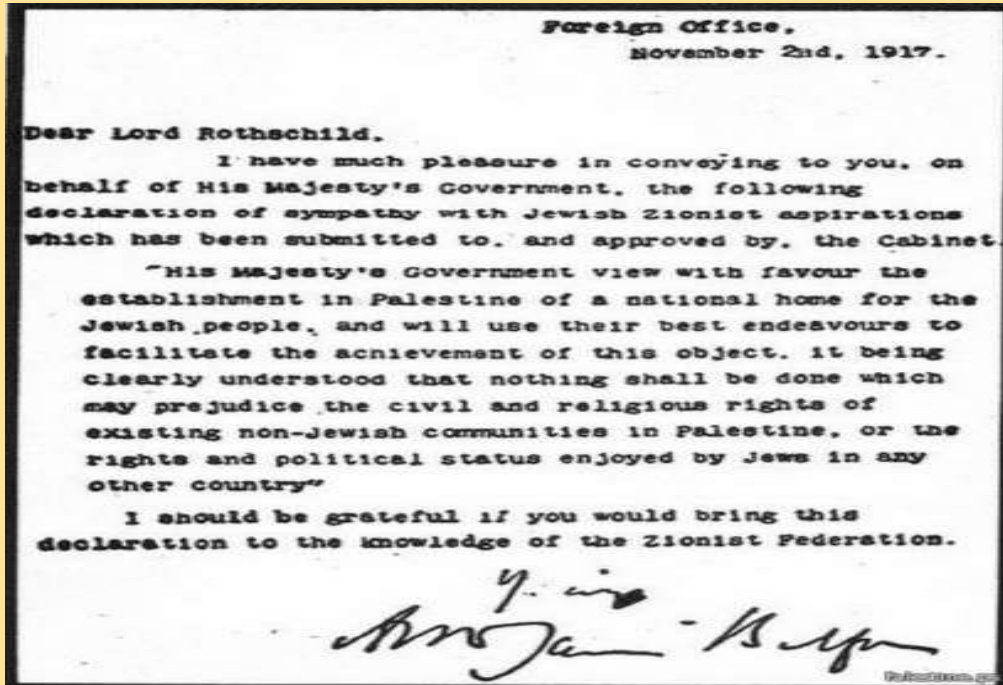 Foreign Office,
November 2nd, 1917.
Dear Lord Rothschild,
I have much pleasure in conveying to you, on
behalf of His Majesty's Government, the following
declaration of sympathy with Jewish Zionist aspirations
which has been submitted to, and approved by, the Cabinet.
"His Majesty's Government view with favour the
establishment in Palestine of a national home for the
Jewish people, and will use their best endeavours to
facilitate the achievement of this object, it being
clearly understood that nothing shall be done which
may prejudice the civil and religious rights of
existing non-Jewish communities in Palestine, or the
rights and political status enjoyed by Jews in any
other country"
I should be grateful if you would bring this
declaration to the knowledge of the Zionist Federation.